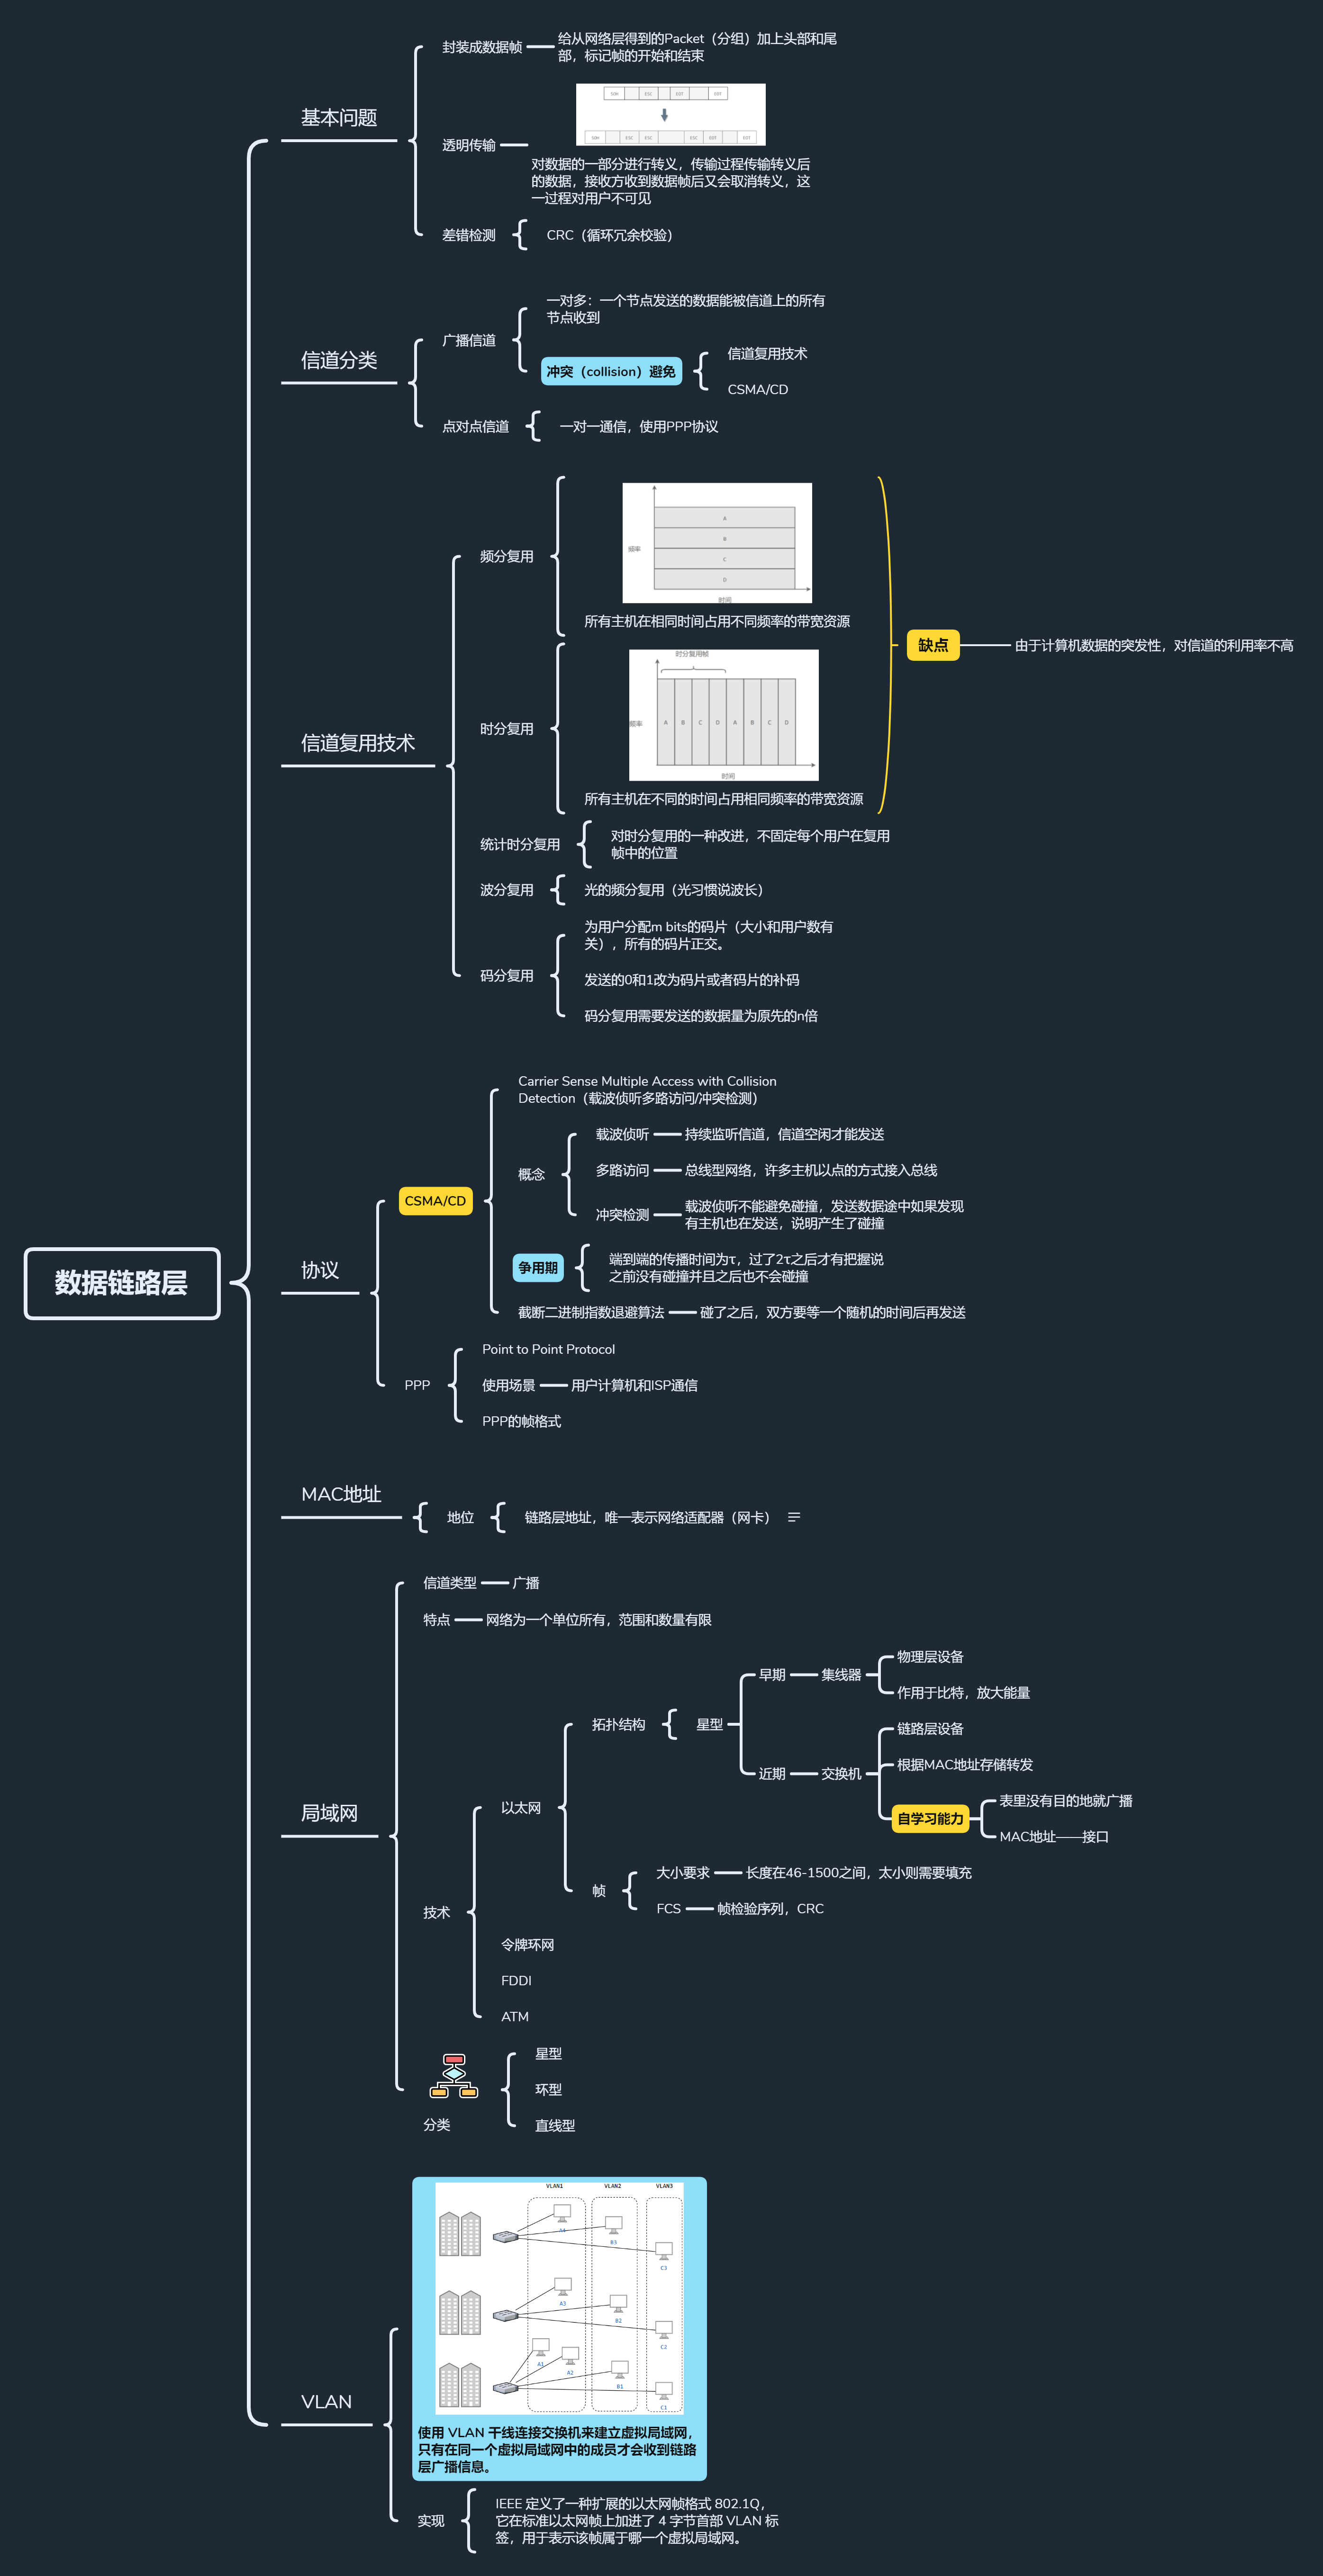 数据链路层
基本问题
封装成数据帧
给从网络层得到的Packet（分组）加上头部和尾
部，标记帧的开始和结束
透明传输
SOH ESC EOT EOT
SOH ESC ESC ESC EOT EOT
对数据的一部分进行转义，传输过程传输转义后
的数据，接收方收到数据帧后又会取消转义，这
一过程对用户不可见
差错检测
CRC（循环冗余校验）
信道分类
广播信道
一对多：一个节点发送的数据能被信道上的所有
节点收到
冲突（collision）避免
信道复用技术
CSMA/CD
点对点信道
一对一通信，使用PPP协议
信道复用技术
频分复用
频率
A
B
C
D
时间
所有主机在相同时间占用不同频率的带宽资源
时分复用
时分复用帧
频率
A B C D A B C D
时间
所有主机在不同的时间占用相同频率的带宽资源
缺点
由于计算机数据的突发性，对信道的利用率不高
统计时分复用
对时分复用的一种改进，不固定每个用户在复用
帧中的位置
波分复用
光的频分复用（光习惯说波长）
码分复用
为用户分配m bits的码片（大小和用户数有
关），所有的码片正交。
发送的0和1改为码片或者码片的补码
码分复用需要发送的数据量为原先的n倍
协议
CSMA/CD
Carrier Sense Multiple Access with Collision
Detection（载波侦听多路访问/冲突检测）
概念
载波侦听
持续监听信道，信道空闲才能发送
多路访问
总线型网络，许多主机以点的方式接入总线
冲突检测
载波侦听不能避免碰撞，发送数据途中如果发现
有主机也在发送，说明产生了碰撞
争用期
端到端的传播时间为τ，过了2τ之后才有把握说
之前没有碰撞并且之后也不会碰撞
截断二进制指数退避算法
碰了之后，双方要等一个随机的时间后再发送
PPP
Point to Point Protocol
使用场景
用户计算机和ISP通信
PPP的帧格式
MAC地址
地位
链路层地址，唯一表示网络适配器（网卡）
局域网
信道类型
广播
特点
网络为一个单位所有，范围和数量有限
技术
以太网
拓扑结构
星型
早期
集线器
物理层设备
作用于比特，放大能量
近期
交换机
链路层设备
根据MAC地址存储转发
自学习能力
表里没有目的地就广播
MAC地址——接口
帧
大小要求
长度在46-1500之间，太小则需要填充
FCS
帧检验序列，CRC
令牌环网
FDDI
ATM
分类
星型
环型
直线型
VLAN
VLAN1 VLAN2 VLAN3
A4
B3
C3
A3
B2
C2
A1
A2
B1
C1
使用 VLAN 干线连接交换机来建立虚拟局域网，
只有在同一个虚拟局域网中的成员才会收到链路
层广播信息。
实现
IEEE 定义了一种扩展的以太网帧格式 802.1Q，
它在标准以太网帧上加进了 4 字节首部 VLAN 标
签，用于表示该帧属于哪一个虚拟局域网。